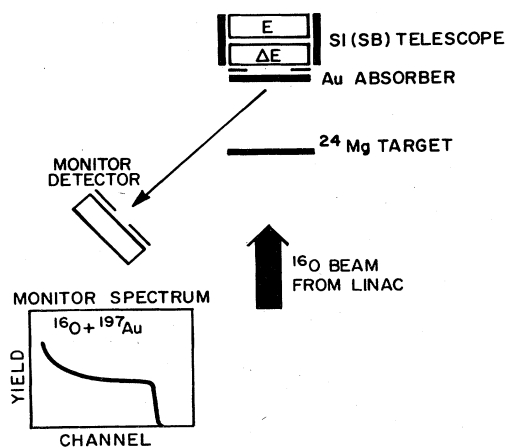 E
ΔE
SI(SB) TELESCOPE
Au ABSORBER
²⁴Mg TARGET
MONITOR
DETECTOR
¹⁶O BEAM
FROM LINAC
MONITOR SPECTRUM
¹⁶O + ¹⁹⁷Au
YIELD
CHANNEL